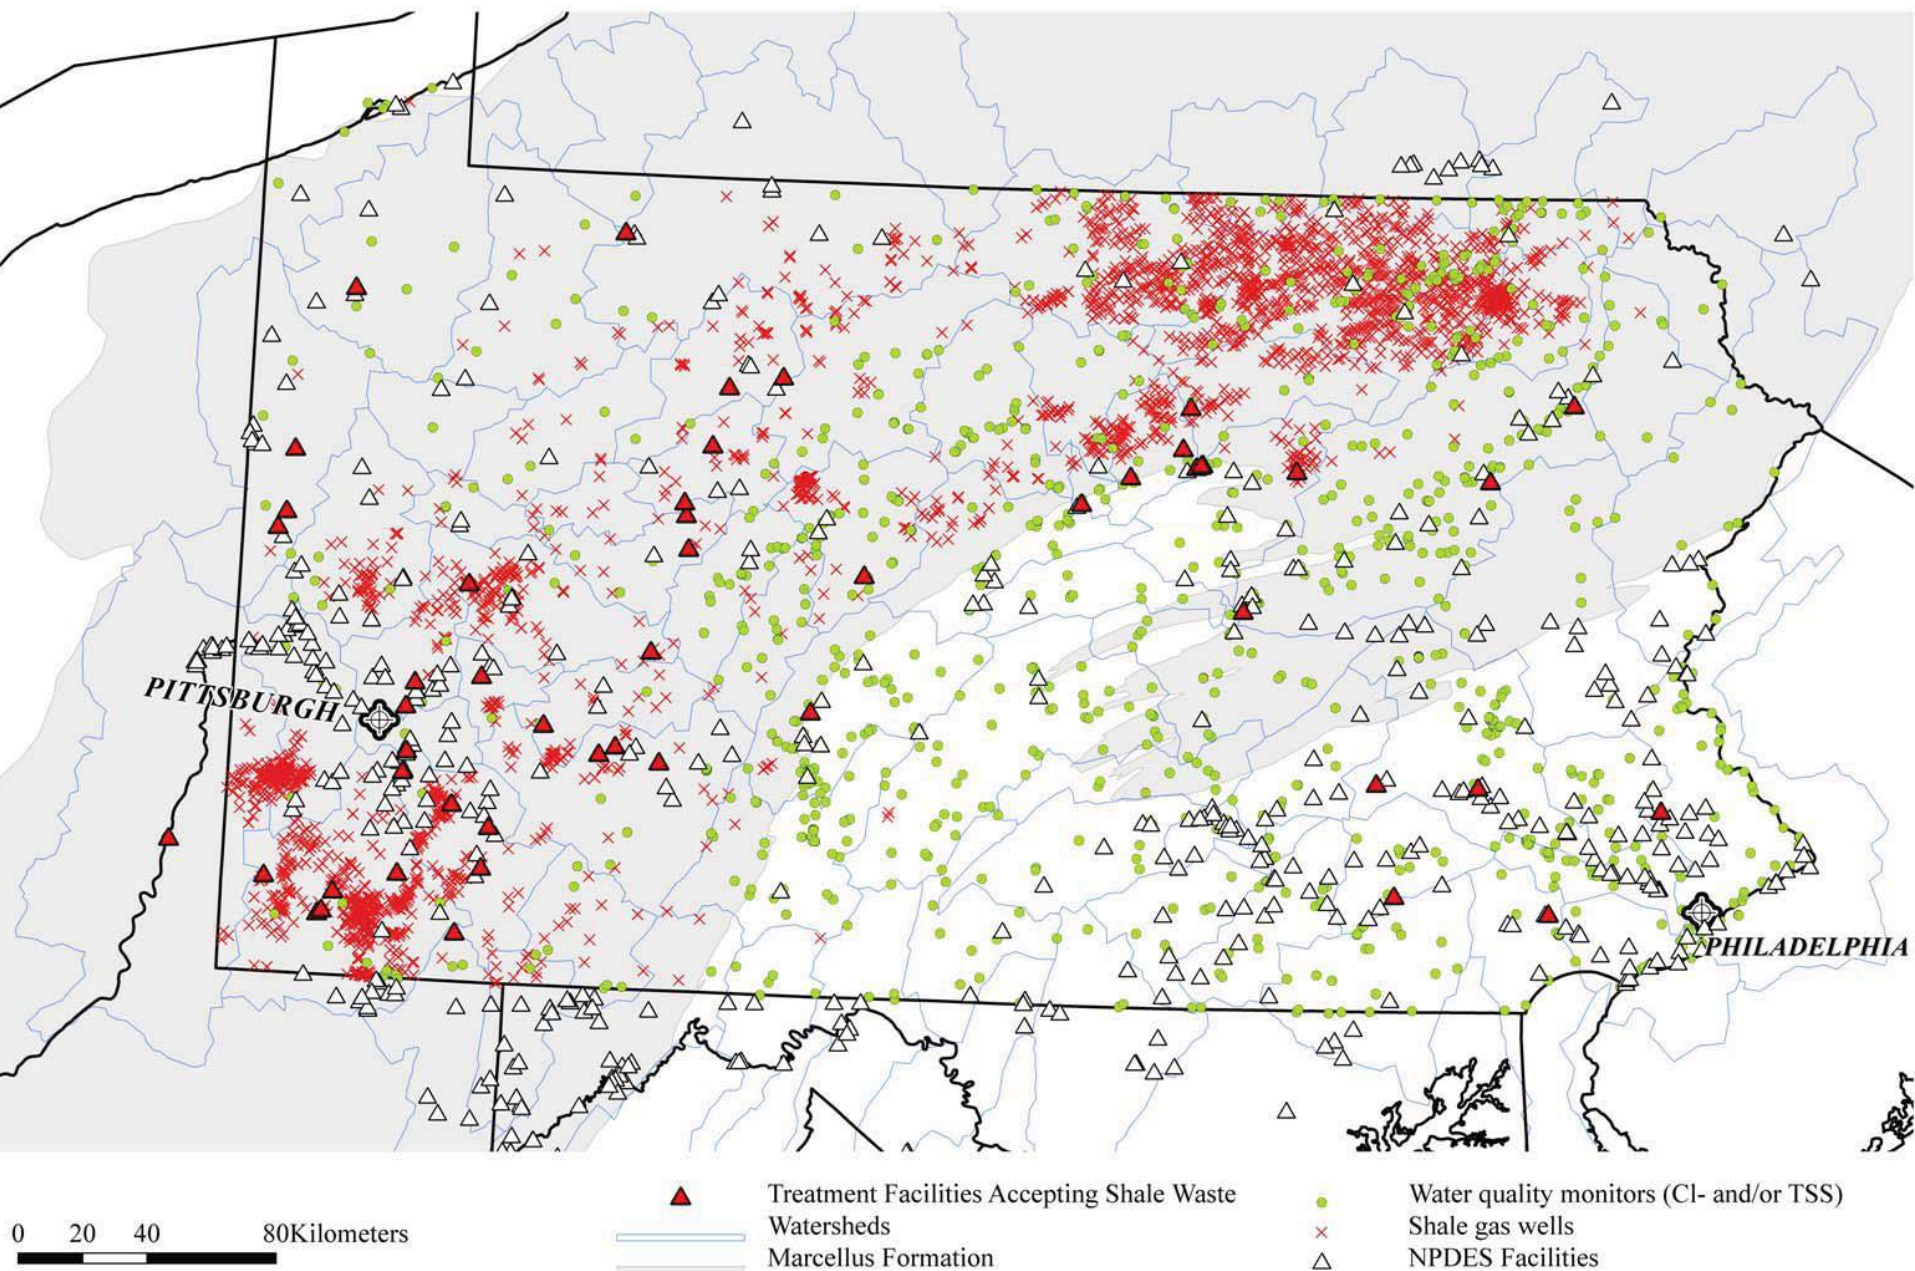 PITTSBURGH
PHILADELPHIA
Treatment Facilities Accepting Shale Waste
Watersheds
Marcellus Formation
Water quality monitors (Cl- and/or TSS)
Shale gas wells
NPDES Facilities
0 20 40 80Kilometers